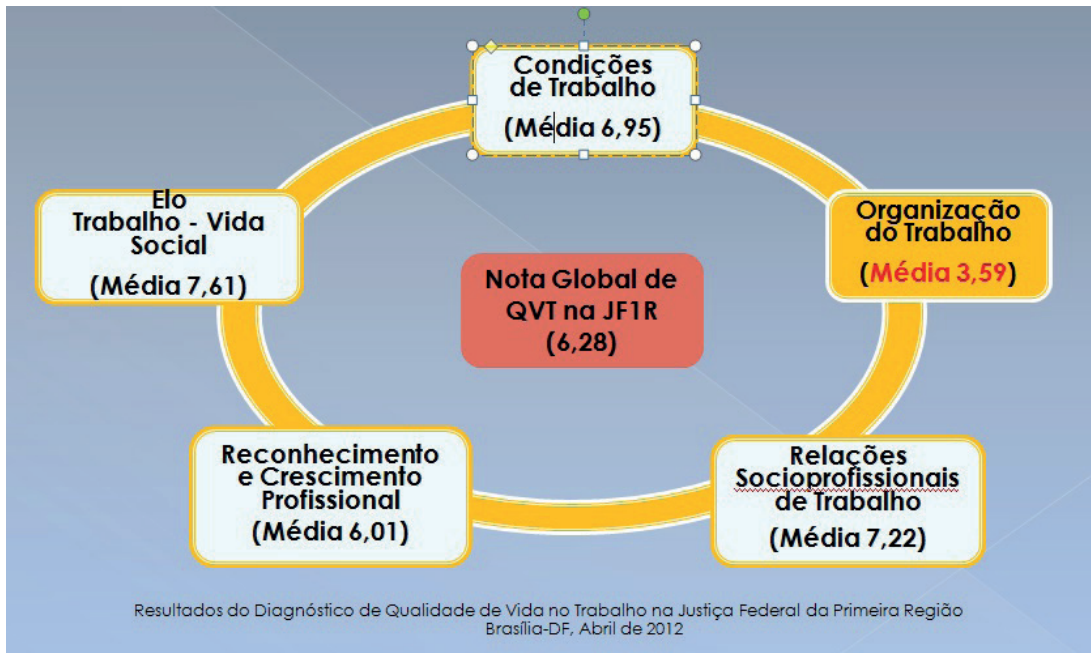 Condições
de Trabalho
(Média 6,95)
Elo
Trabalho - Vida
Social
(Média 7,61)
Organização
do Trabalho
(Média 3,59)
Nota Global de
QVT na JF1R
(6,28)
Reconhecimento
e Crescimento
Profissional
(Média 6,01)
Relações
Socioprofissionais
de Trabalho
(Média 7,22)
Resultados do Diagnóstico de Qualidade de Vida no Trabalho na Justiça Federal da Primeira Região
Brasília-DF, Abril de 2012